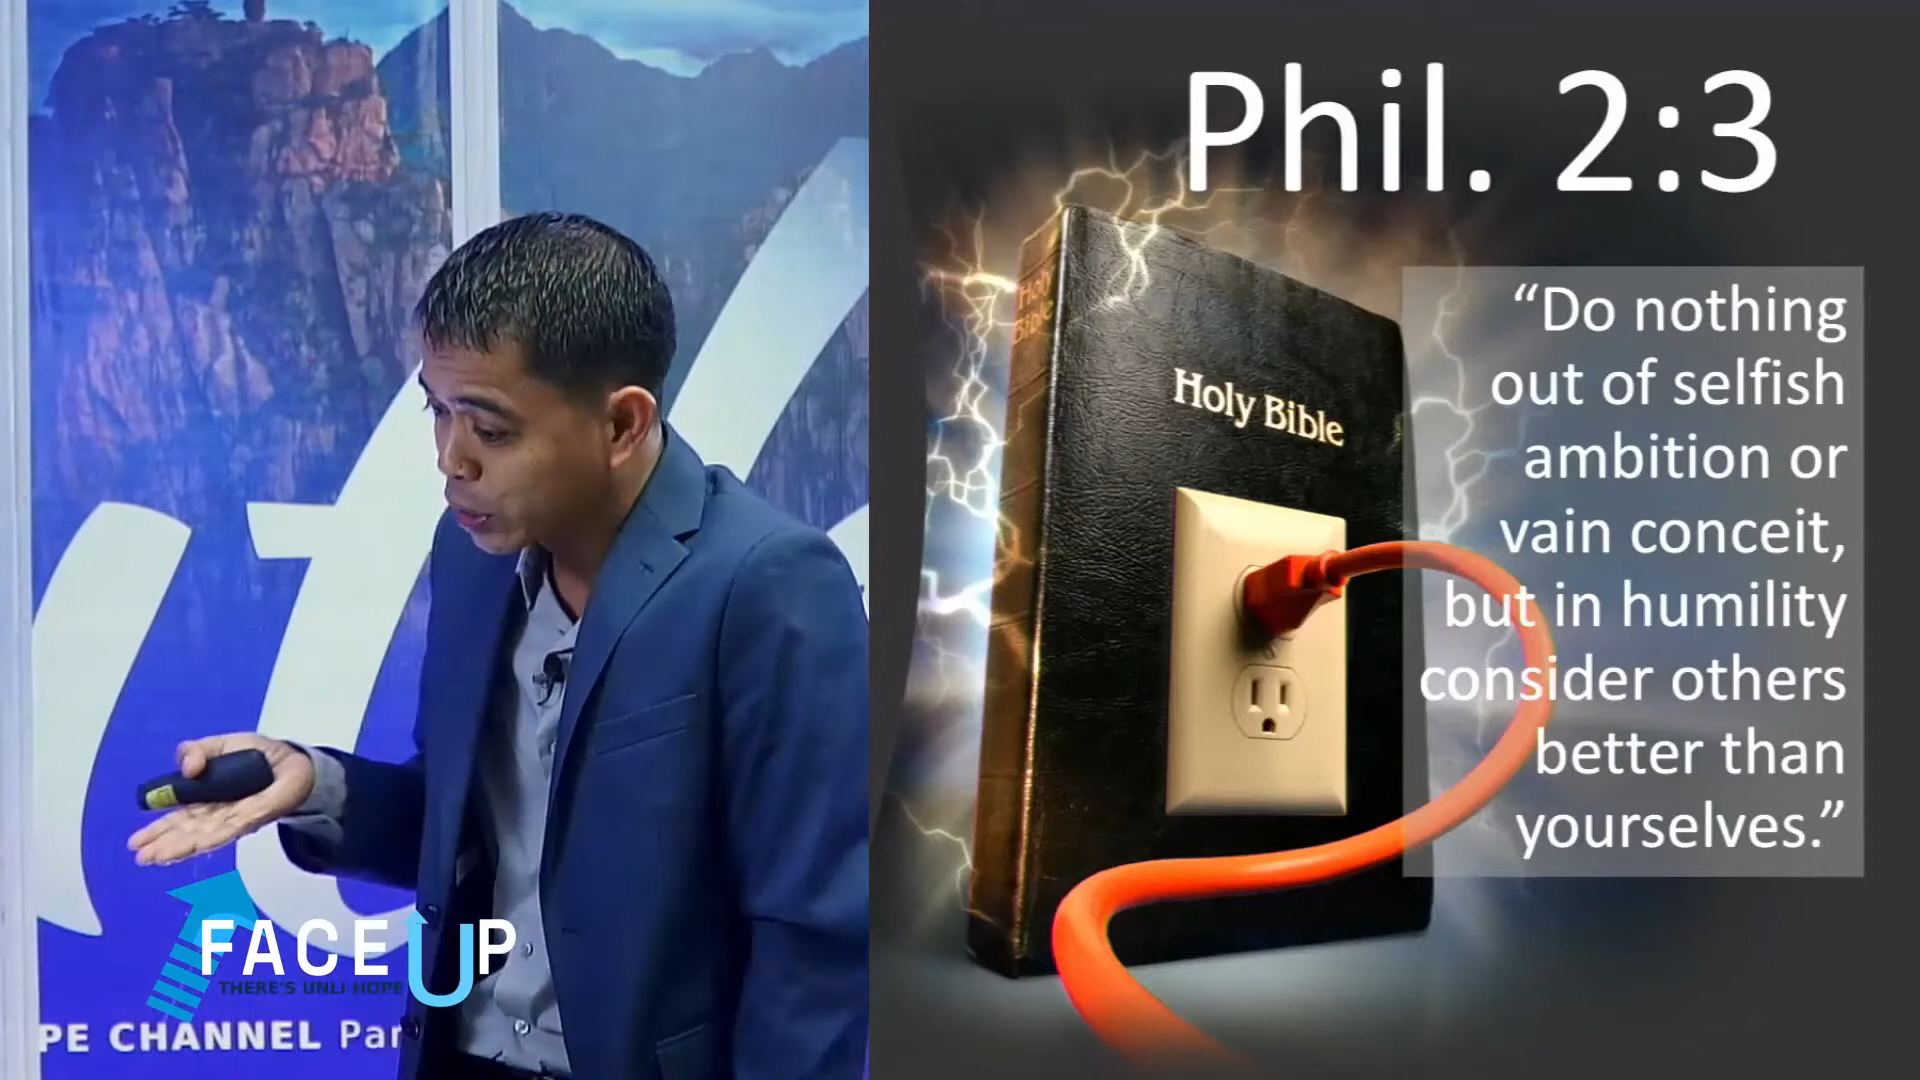 Phil. 2:3
“Do nothing
out of selfish
ambition or
vain conceit,
but in humility
consider others
better than
yourselves.”
Holy Bible
Holy
Bible
FACE UP
THERE'S UNLI HOPE
PE CHANNEL Par